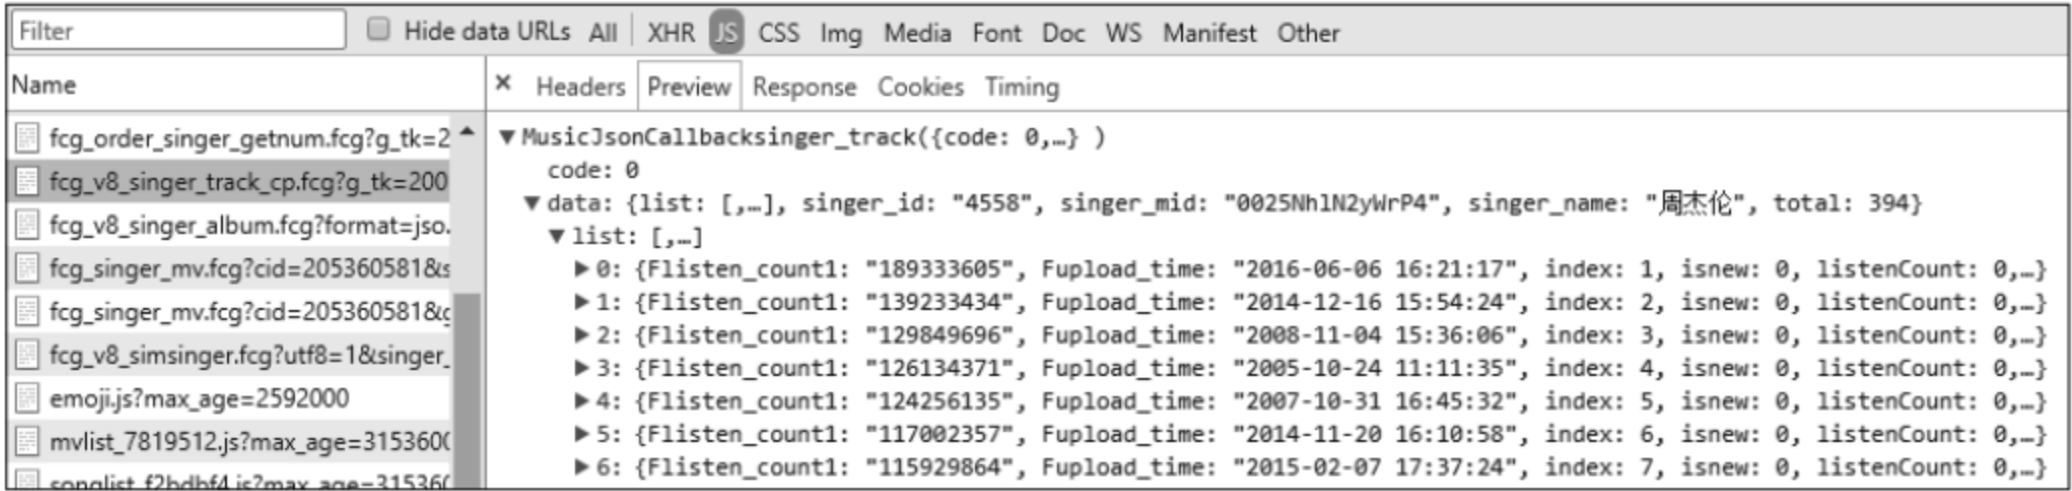 Filter Hide data URLs All XHR JS CSS Img Media Font Doc WS Manifest Other
Name
× Headers Preview Response Cookies Timing
fcg_order_singer_getnum.fcg?g_tk=2
fcg_v8_singer_track_cp.fcg?g_tk=200
fcg_v8_singer_album.fcg?format=jso.
fcg_singer_mv.fcg?cid=205360581&s
fcg_singer_mv.fcg?cid=205360581&c
fcg_v8_simsinger.fcg?utf8=1&singer_
emoji.js?max_age=2592000
mvlist_7819512.js?max_age=3153600
songlist_f2bdbf4.js?max_age=315360
▼MusicJsonCallbacksinger_track({code: 0,…} )
code: 0
▼data: {list: [,…], singer_id: "4558", singer_mid: "0025NhlN2yWrP4", singer_name: "周杰伦", total: 394}
▼list: [,…]
▶0: {Flisten_count1: "189333605", Fupload_time: "2016-06-06 16:21:17", index: 1, isnew: 0, listenCount: 0,…}
▶1: {Flisten_count1: "139233434", Fupload_time: "2014-12-16 15:54:24", index: 2, isnew: 0, listenCount: 0,…}
▶2: {Flisten_count1: "129849696", Fupload_time: "2008-11-04 15:36:06", index: 3, isnew: 0, listenCount: 0,…}
▶3: {Flisten_count1: "126134371", Fupload_time: "2005-10-24 11:11:35", index: 4, isnew: 0, listenCount: 0,…}
▶4: {Flisten_count1: "124256135", Fupload_time: "2007-10-31 16:45:32", index: 5, isnew: 0, listenCount: 0,…}
▶5: {Flisten_count1: "117002357", Fupload_time: "2014-11-20 16:10:58", index: 6, isnew: 0, listenCount: 0,…}
▶6: {Flisten_count1: "115929864", Fupload_time: "2015-02-07 17:37:24", index: 7, isnew: 0, listenCount: 0,…}